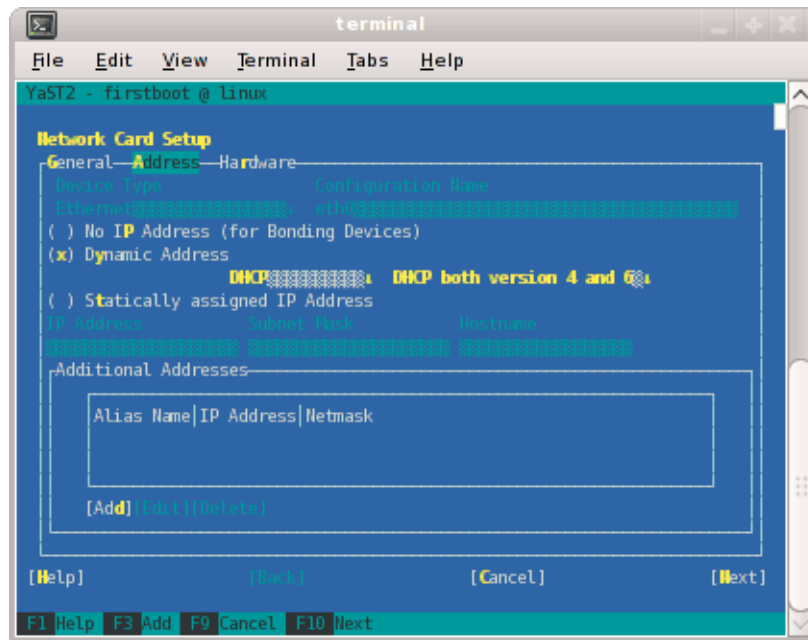 terminal
File Edit View Terminal Tabs Help
YaST2 - firstboot @ linux
Network Card Setup
General Address Hardware
Device Type Configuration Name
Ethernet eth0
( ) No IP Address (for Bonding Devices)
(x) Dynamic Address
DHCP DHCP both version 4 and 6
( ) Statically assigned IP Address
IP Address Subnet Mask Hostname
Additional Addresses
Alias Name|IP Address|Netmask
[Add][Edit][Delete]
[Help] [Back] [Cancel] [Next]
F1 Help F3 Add F9 Cancel F10 Next